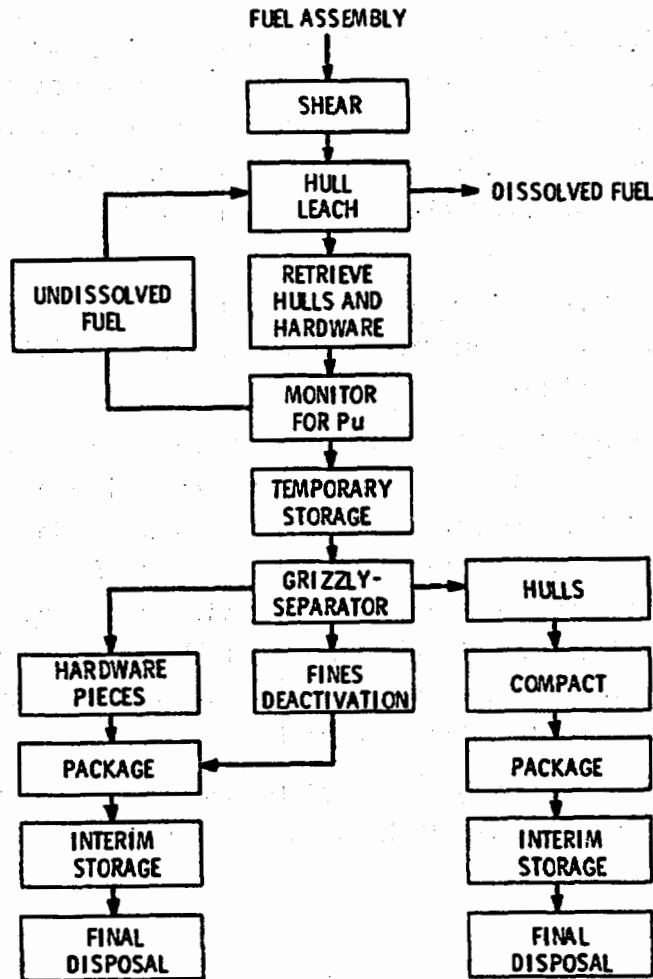 FUEL ASSEMBLY
SHEAR
HULL
LEACH
DISSOLVED FUEL
UNDISSOLVED
FUEL
RETRIEVE
HULLS AND
HARDWARE
MONITOR
FOR Pu
TEMPORARY
STORAGE
GRIZZLY-
SEPARATOR
HULLS
HARDWARE
PIECES
FINES
DEACTIVATION
COMPACT
PACKAGE
PACKAGE
INTERIM
STORAGE
INTERIM
STORAGE
FINAL
DISPOSAL
FINAL
DISPOSAL